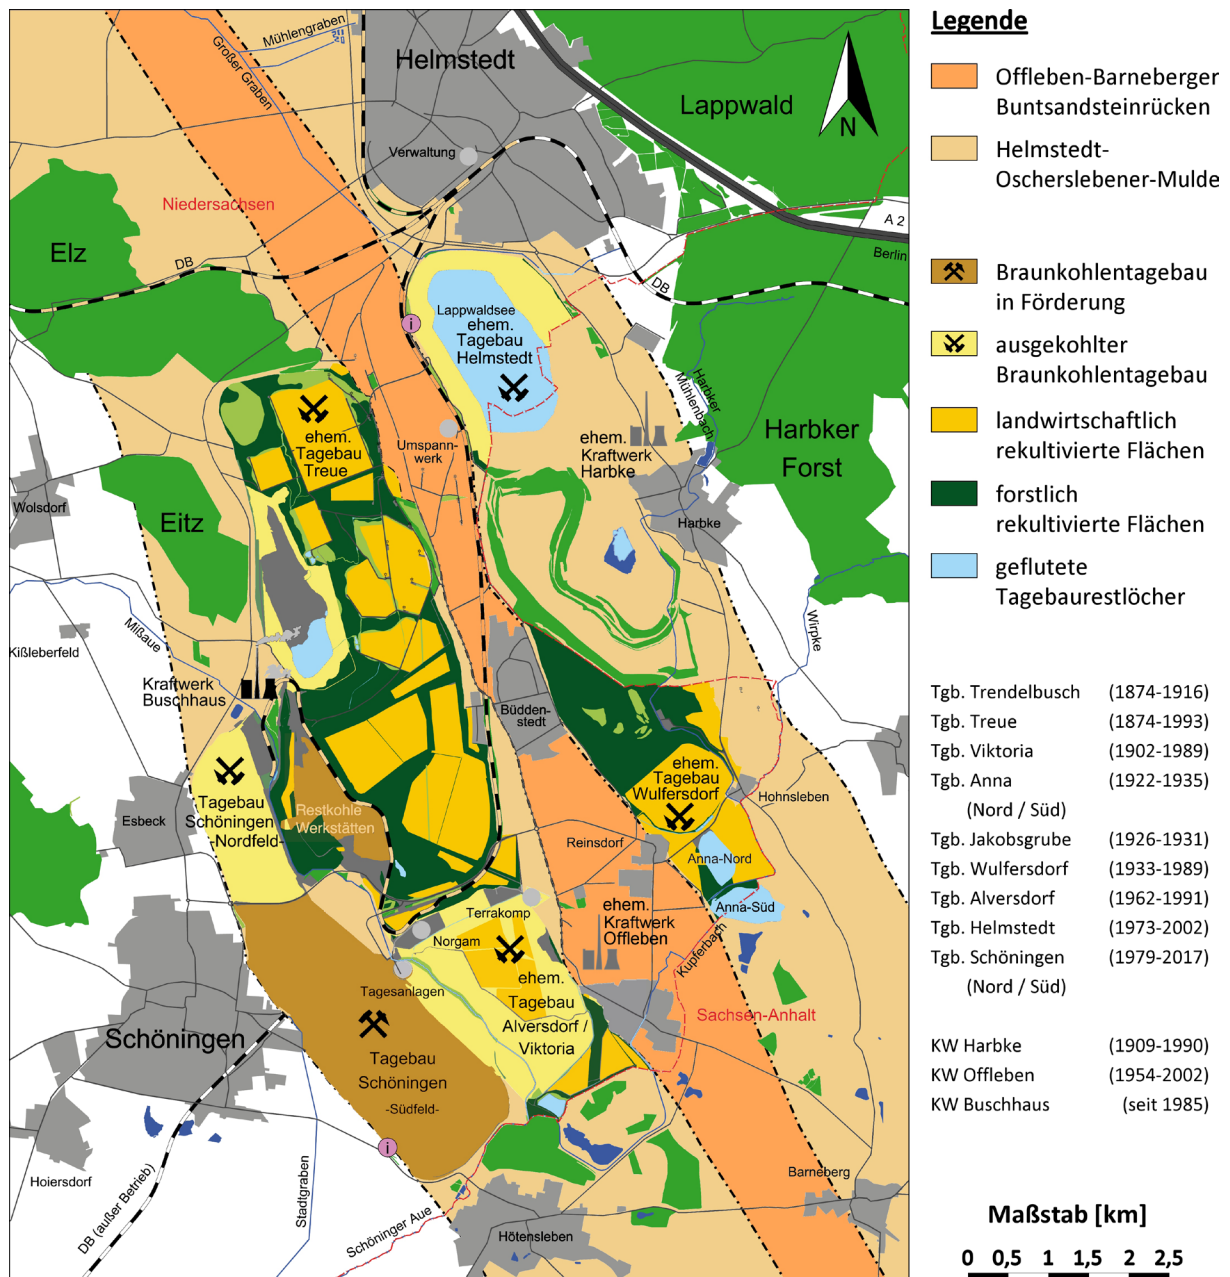 Mühlengraben
Großer Graben
Helmstedt
Lappwald
N
Verwaltung
Niedersachsen
A 2
Elz
DB
Berlin
DB
Lappwaldsee
i
ehem.
Tagebau
Helmstedt
Harbker
Mühlenbach
ehem.
Tagebau
Treue
Umspann-
werk
ehem.
Kraftwerk
Harbke
Harbker
Forst
Wolsdorf
Eitz
Harbke
Mißaue
Wirpke
Kißleberfeld
Kraftwerk
Buschhaus
Büdden-
stedt
ehem.
Tagebau
Wulfersdorf
Hohnsleben
Tagebau
Schöningen
-Nordfeld-
Restkohle
Werkstätten
Esbeck
Reinsdorf
Anna-Nord
Anna-Süd
Terrakomp
Norgam
ehem.
Kraftwerk
Offleben
Kupferbach
ehem.
Tagebau
Alversdorf /
Viktoria
Tagesanlagen
Sachsen-Anhalt
Schöningen
Tagebau
Schöningen
-Südfeld-
i
Hoiersdorf
DB (außer Betrieb)
Stadtgraben
Schöninger Aue
Hötensleben
Barneberg
Legende
Offleben-Barneberger
Buntsandsteinrücken
Helmstedt-
Oscherslebener-Mulde
Braunkohlentagebau
in Förderung
ausgekohlter
Braunkohlentagebau
landwirtschaftlich
rekultivierte Flächen
forstlich
rekultivierte Flächen
geflutete
Tagebaurestlöcher
Tgb. Trendelbusch (1874-1916)
Tgb. Treue (1874-1993)
Tgb. Viktoria (1902-1989)
Tgb. Anna (1922-1935)
(Nord / Süd)
Tgb. Jakobsgrube (1926-1931)
Tgb. Wulfersdorf (1933-1989)
Tgb. Alversdorf (1962-1991)
Tgb. Helmstedt (1973-2002)
Tgb. Schöningen (1979-2017)
(Nord / Süd)
KW Harbke (1909-1990)
KW Offleben (1954-2002)
KW Buschhaus (seit 1985)
Maßstab [km]
0 0,5 1 1,5 2 2,5